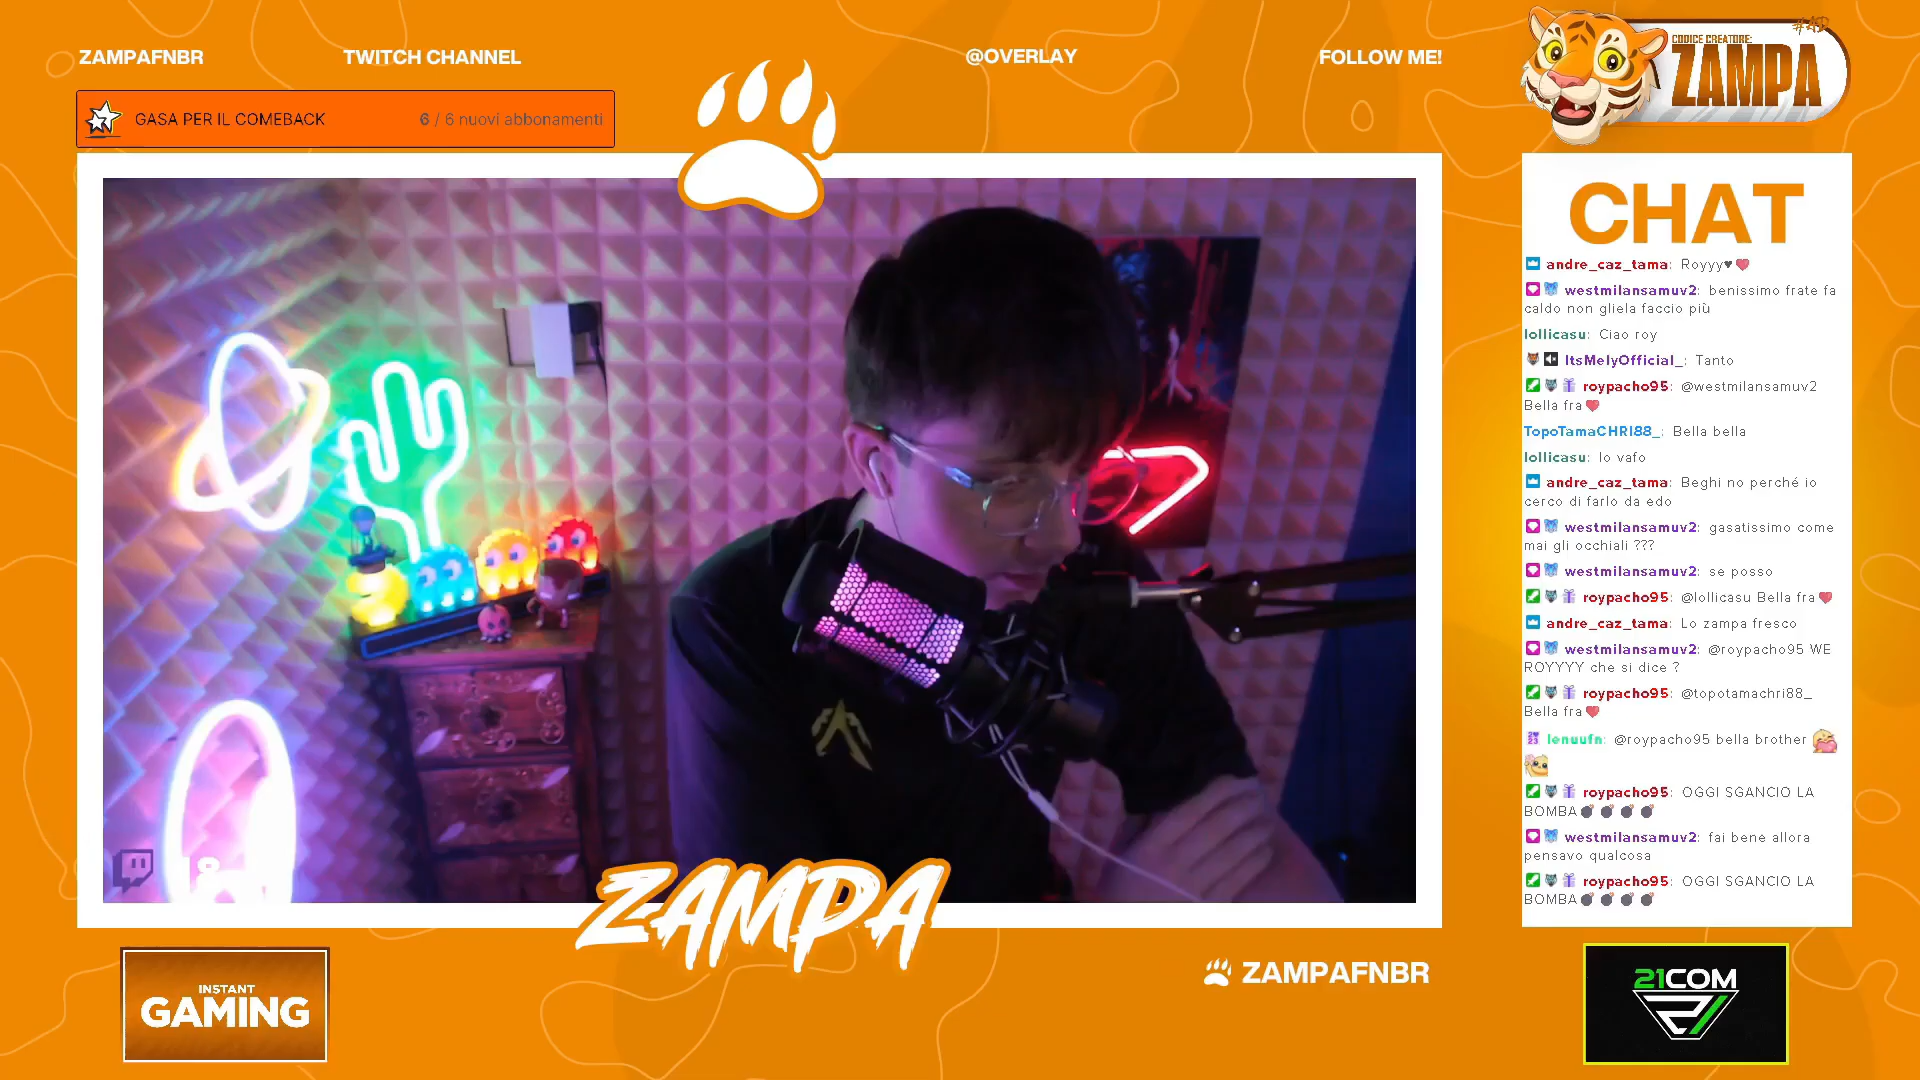 ZAMPAFNBR
TWITCH CHANNEL
@OVERLAY
FOLLOW ME!
#AD
CODICE CREATORE:
ZAMPA
GASA PER IL COMEBACK
6 / 6 nuovi abbonamenti
CHAT
andre_caz_tama: Royyy♥❤️
westmilansamuv2: benissimo frate fa
caldo non gliela faccio più
lollicasu: Ciao roy
ItsMelyOfficial_: Tanto
roypacho95: @westmilansamuv2
Bella fra❤️
TopoTamaCHRI88_: Bella bella
lollicasu: Io vafo
andre_caz_tama: Beghi no perché io
cerco di farlo da edo
westmilansamuv2: gasatissimo come
mai gli occhiali ???
westmilansamuv2: se posso
roypacho95: @lollicasu Bella fra❤️
andre_caz_tama: Lo zampa fresco
westmilansamuv2: @roypacho95 WE
ROYYYY che si dice ?
roypacho95: @topotamachri88_
Bella fra❤️
lenuufn: @roypacho95 bella brother
roypacho95: OGGI SGANCIO LA
BOMBA💣 💣 💣 💣
westmilansamuv2: fai bene allora
pensavo qualcosa
roypacho95: OGGI SGANCIO LA
BOMBA💣 💣 💣 💣
ZAMPA
ZAMPAFNBR
INSTANT
GAMING
21COM